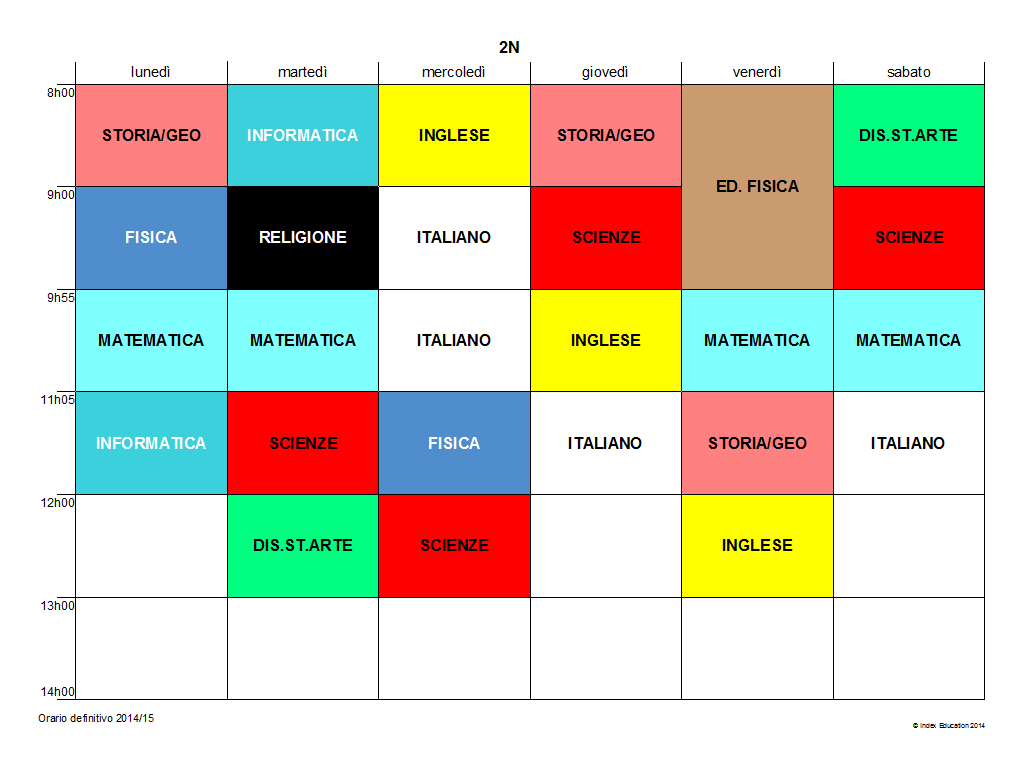 2N
lunedì martedì mercoledì giovedì venerdì sabato
8h00
STORIA/GEO INFORMATICA INGLESE STORIA/GEO DIS.ST.ARTE
ED. FISICA
9h00
FISICA RELIGIONE ITALIANO SCIENZE SCIENZE
9h55
MATEMATICA MATEMATICA ITALIANO INGLESE MATEMATICA MATEMATICA
11h05
INFORMATICA SCIENZE FISICA ITALIANO STORIA/GEO ITALIANO
12h00
DIS.ST.ARTE SCIENZE INGLESE
13h00
14h00
Orario definitivo 2014/15
© Index Education 2014